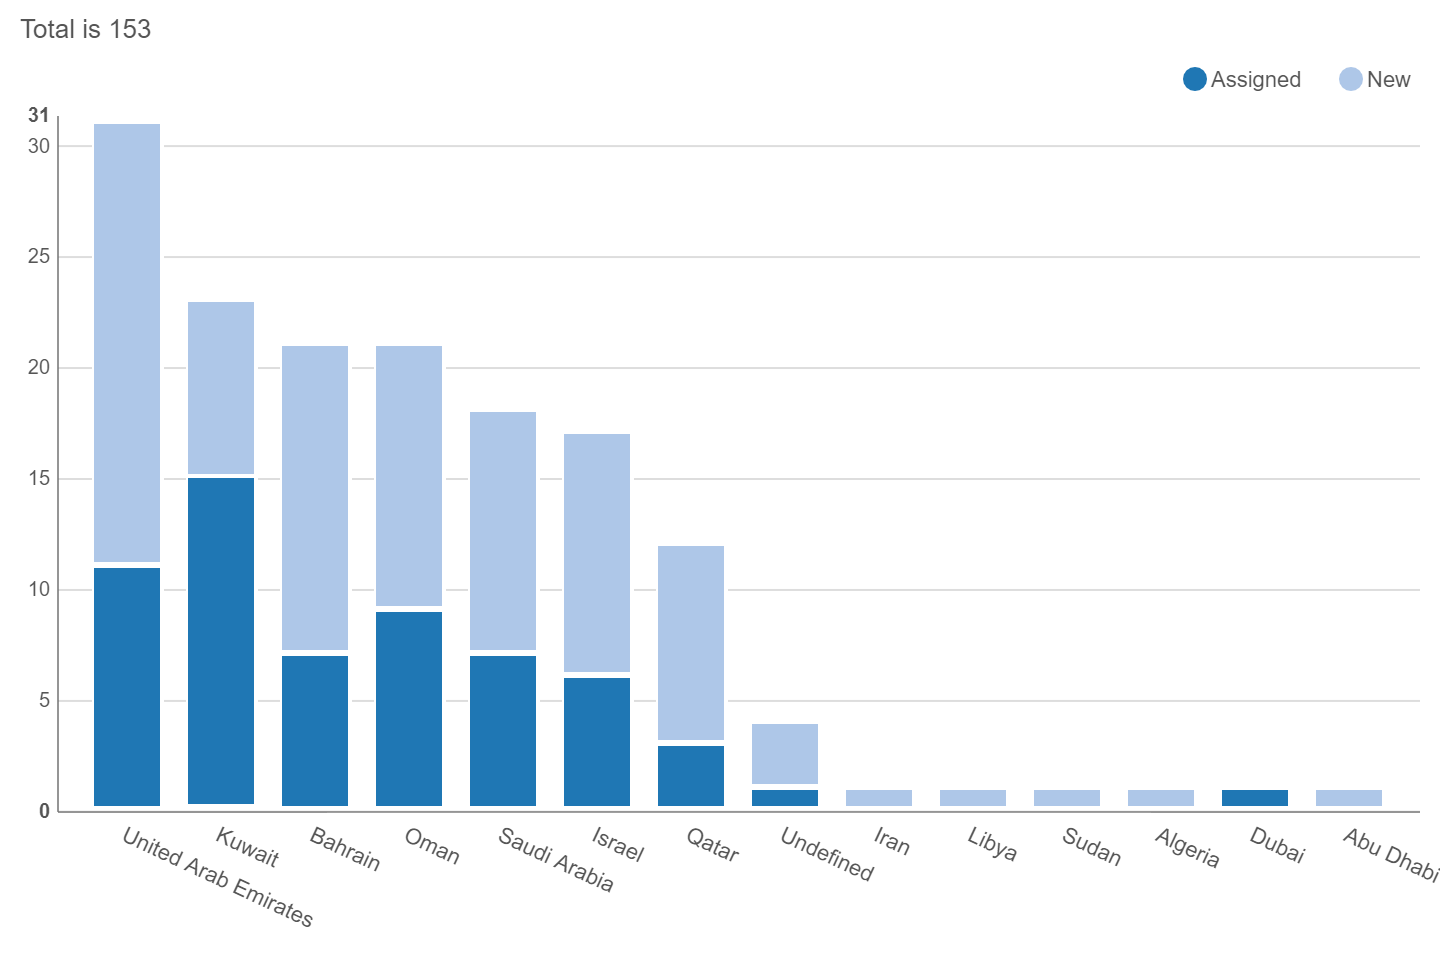 Total is 153
Assigned New
31
30
25
20
15
10
5
0
United Arab Emirates
Kuwait
Bahrain
Oman
Saudi Arabia
Israel
Qatar
Undefined
Iran
Libya
Sudan
Algeria
Dubai
Abu Dhabi